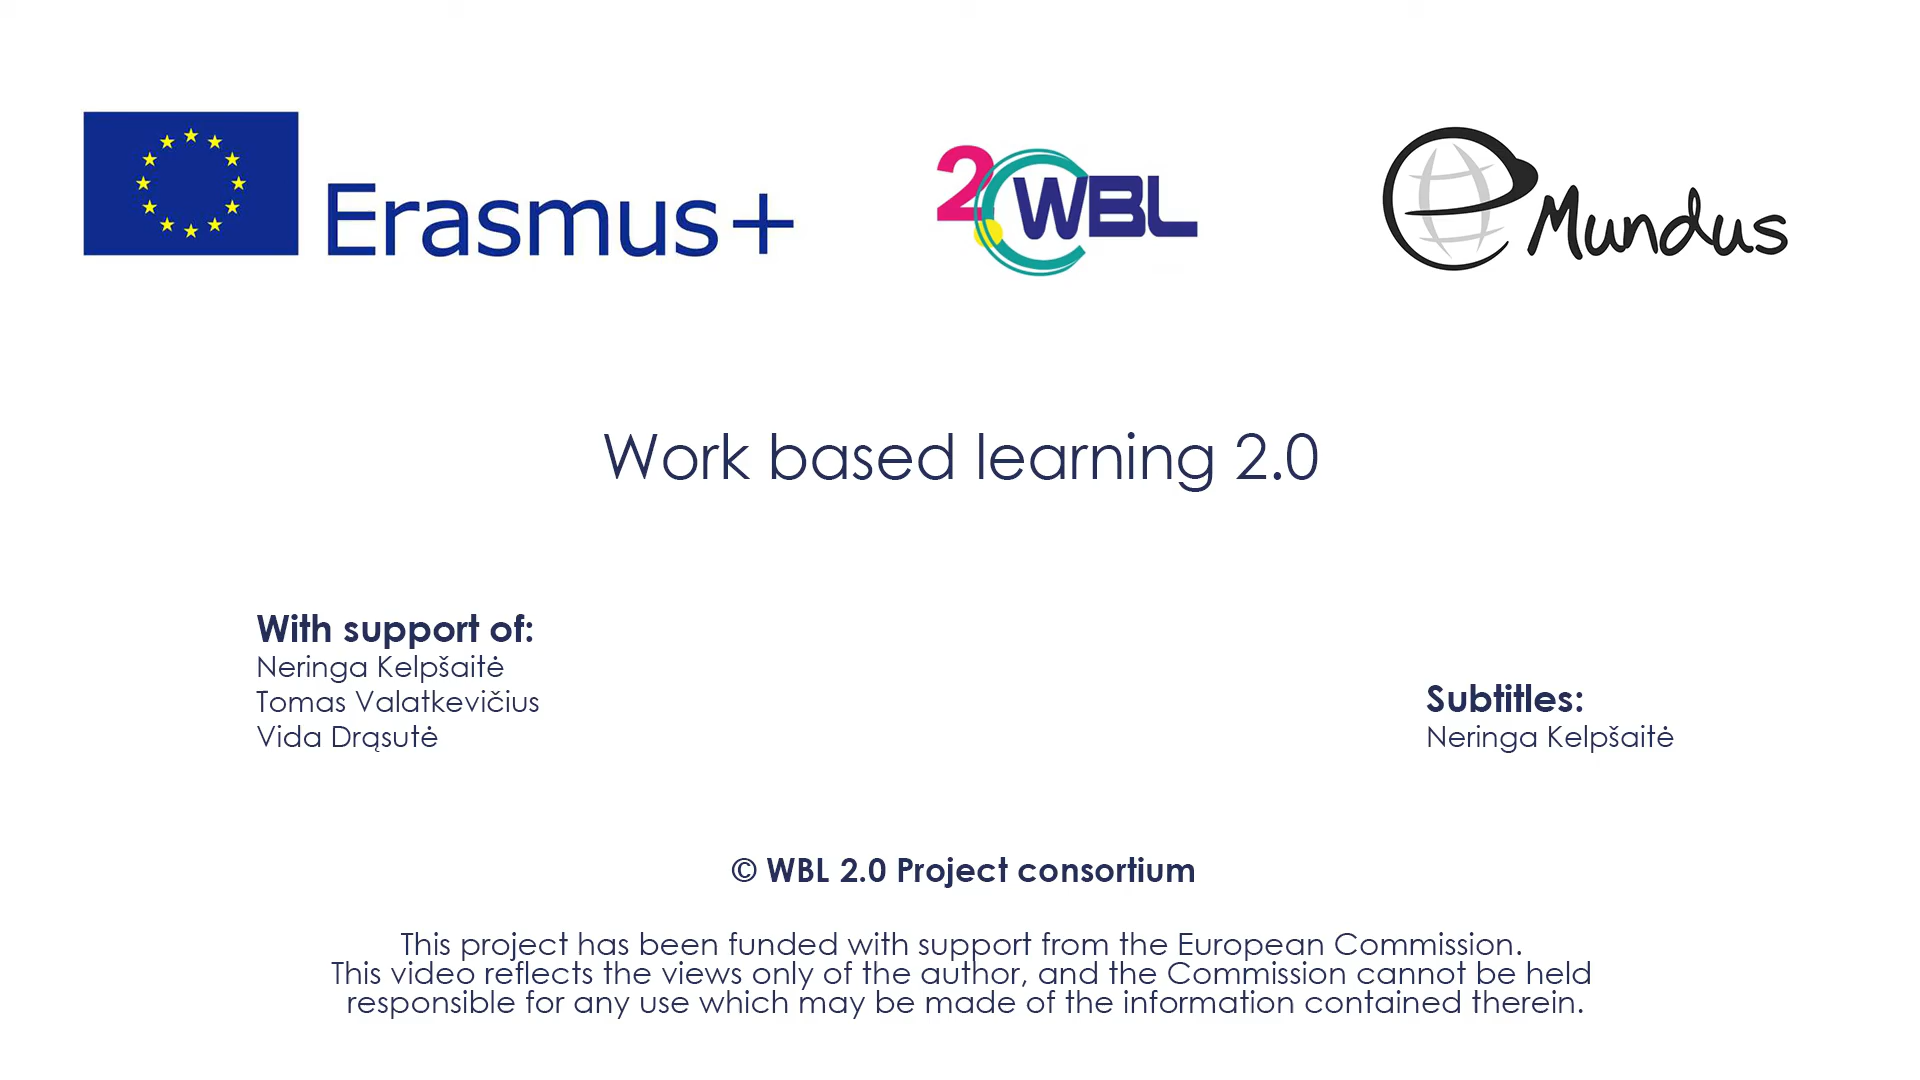 Erasmus+
2 WBL
e Mundus
Work based learning 2.0
With support of:
Neringa Kelpšaitė
Tomas Valatkevičius
Vida Drąsutė
Subtitles:
Neringa Kelpšaitė
© WBL 2.0 Project consortium
This project has been funded with support from the European Commission.
This video reflects the views only of the author, and the Commission cannot be held
responsible for any use which may be made of the information contained therein.